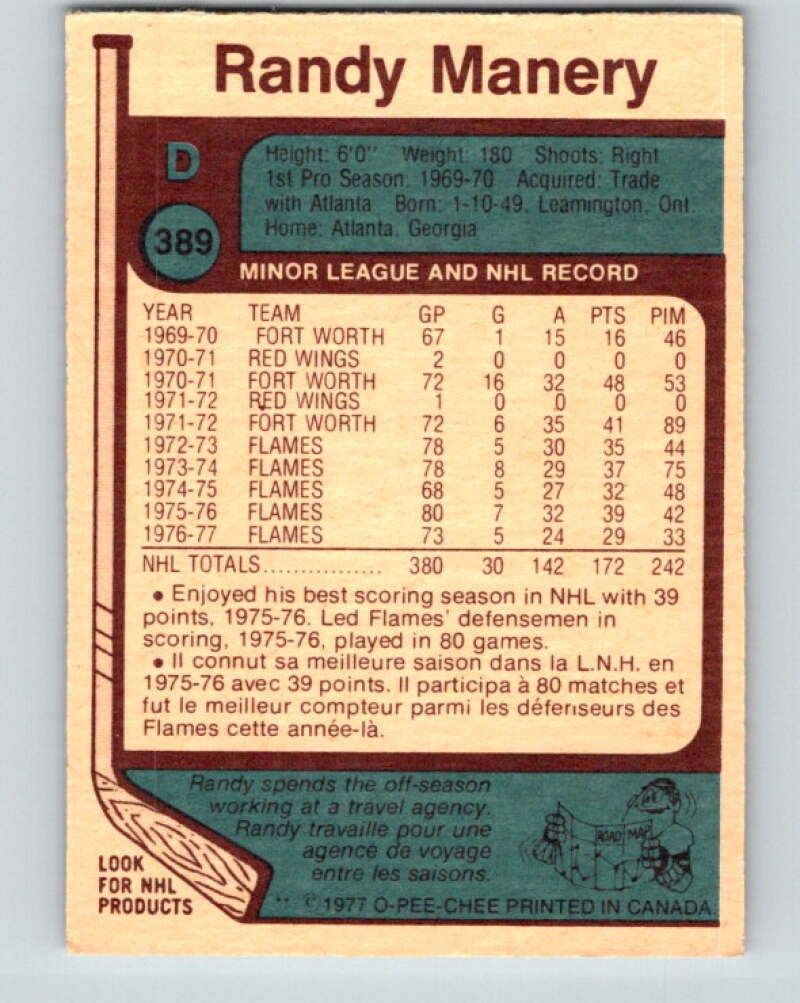 Randy Manery
D
Height: 6'0" Weight: 180 Shoots: Right
1st Pro Season: 1969-70 Acquired: Trade
with Atlanta Born: 1-10-49, Leamington, Ont.
Home: Atlanta, Georgia
389
MINOR LEAGUE AND NHL RECORD
YEAR TEAM GP G A PTS PIM
1969-70 FORT WORTH 67 1 15 16 46
1970-71 RED WINGS 2 0 0 0 0
1970-71 FORT WORTH 72 16 32 48 53
1971-72 RED WINGS 1 0 0 0 0
1971-72 FORT WORTH 72 6 35 41 89
1972-73 FLAMES 78 5 30 35 44
1973-74 FLAMES 78 8 29 37 75
1974-75 FLAMES 68 5 27 32 48
1975-76 FLAMES 80 7 32 39 42
1976-77 FLAMES 73 5 24 29 33
NHL TOTALS................ 380 30 142 172 242
• Enjoyed his best scoring season in NHL with 39
points, 1975-76. Led Flames' defensemen in
scoring, 1975-76, played in 80 games.
• Il connut sa meilleure saison dans la L.N.H. en
1975-76 avec 39 points. Il participa à 80 matches et
fut le meilleur compteur parmi les défenseurs des
Flames cette année-là.
Randy spends the off-season
working at a travel agency.
Randy travaille pour une
agence de voyage
entre les saisons.
ROAD MAP
LOOK
FOR NHL
PRODUCTS
** © 1977 O-PEE-CHEE PRINTED IN CANADA